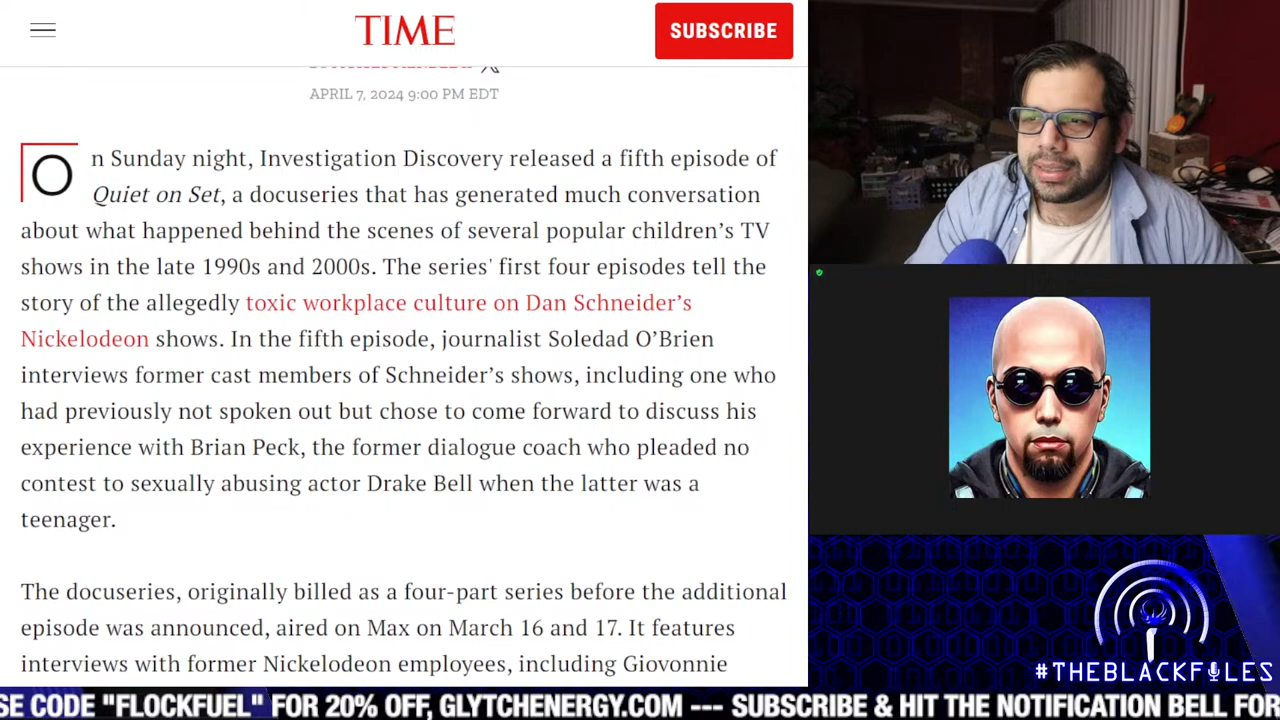 TIME
SUBSCRIBE
APRIL 7, 2024 9:00 PM EDT
On Sunday night, Investigation Discovery released a fifth episode of
Quiet on Set, a docuseries that has generated much conversation
about what happened behind the scenes of several popular children’s TV
shows in the late 1990s and 2000s. The series' first four episodes tell the
story of the allegedly toxic workplace culture on Dan Schneider’s
Nickelodeon shows. In the fifth episode, journalist Soledad O’Brien
interviews former cast members of Schneider’s shows, including one who
had previously not spoken out but chose to come forward to discuss his
experience with Brian Peck, the former dialogue coach who pleaded no
contest to sexually abusing actor Drake Bell when the latter was a
teenager.
The docuseries, originally billed as a four-part series before the additional
episode was announced, aired on Max on March 16 and 17. It features
interviews with former Nickelodeon employees, including Giovonnie
#THEBLACKFILES
SE CODE "FLOCKFUEL" FOR 20% OFF, GLYTCHENERGY.COM --- SUBSCRIBE & HIT THE NOTIFICATION BELL FOR